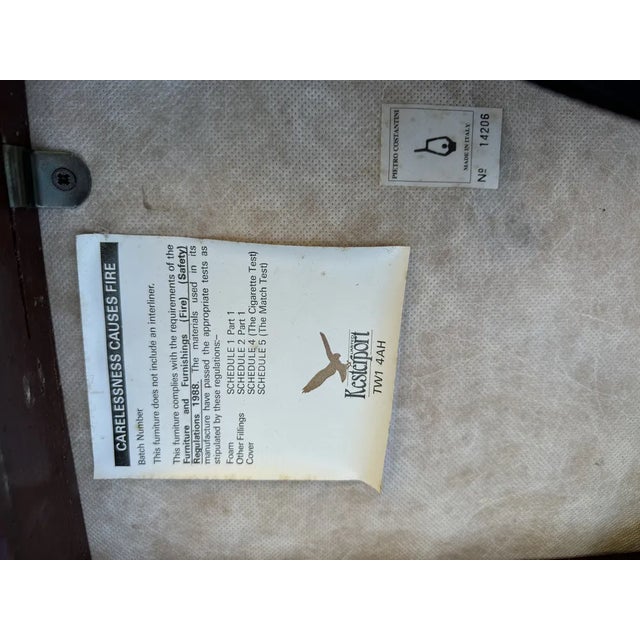 CARELESSNESS CAUSES FIRE
Batch Number
This furniture does not include an interliner.
This furniture complies with the requirements of the
Furniture and Furnishings (Fire) (Safety)
Regulations 1988. The materials used in its
manufacture have passed the appropriate tests as
stipulated by these regulations:–
Foam SCHEDULE 1 Part 1
Other Fillings SCHEDULE 2 Part 1
Cover SCHEDULE 4 (The Cigarette Test)
SCHEDULE 5 (The Match Test)
Kesterport
TW1 4AH
PIETRO COSTANTINI
MADE IN ITALY
Nº 14206